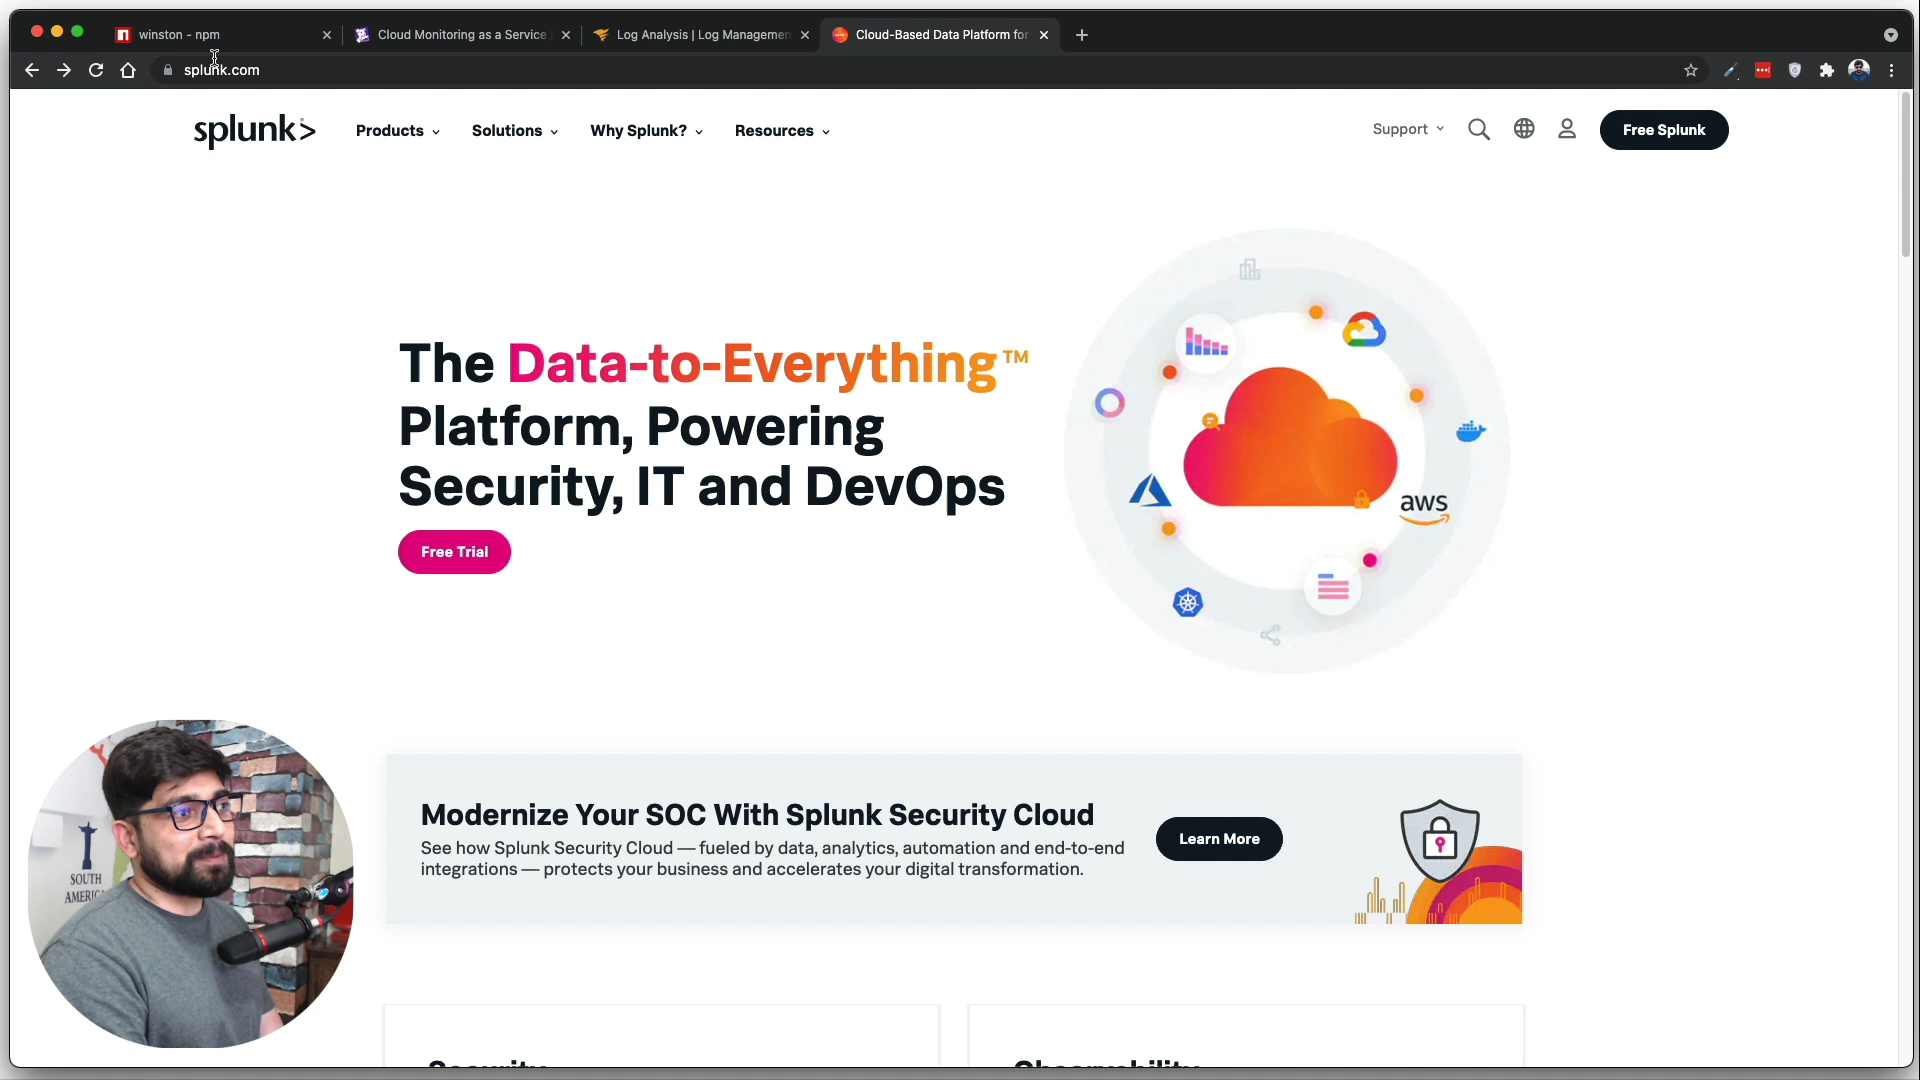 winston - npm
Cloud Monitoring as a Service
Log Analysis | Log Managemen
Cloud-Based Data Platform for
splunk.com
splunk>
Products
Solutions
Why Splunk?
Resources
Support
Free Splunk
The Data-to-Everything™
Platform, Powering
Security, IT and DevOps
Free Trial
aws
Modernize Your SOC With Splunk Security Cloud
See how Splunk Security Cloud — fueled by data, analytics, automation and end-to-end
integrations — protects your business and accelerates your digital transformation.
Learn More
SOUTH
AMERICA
Security
Observability